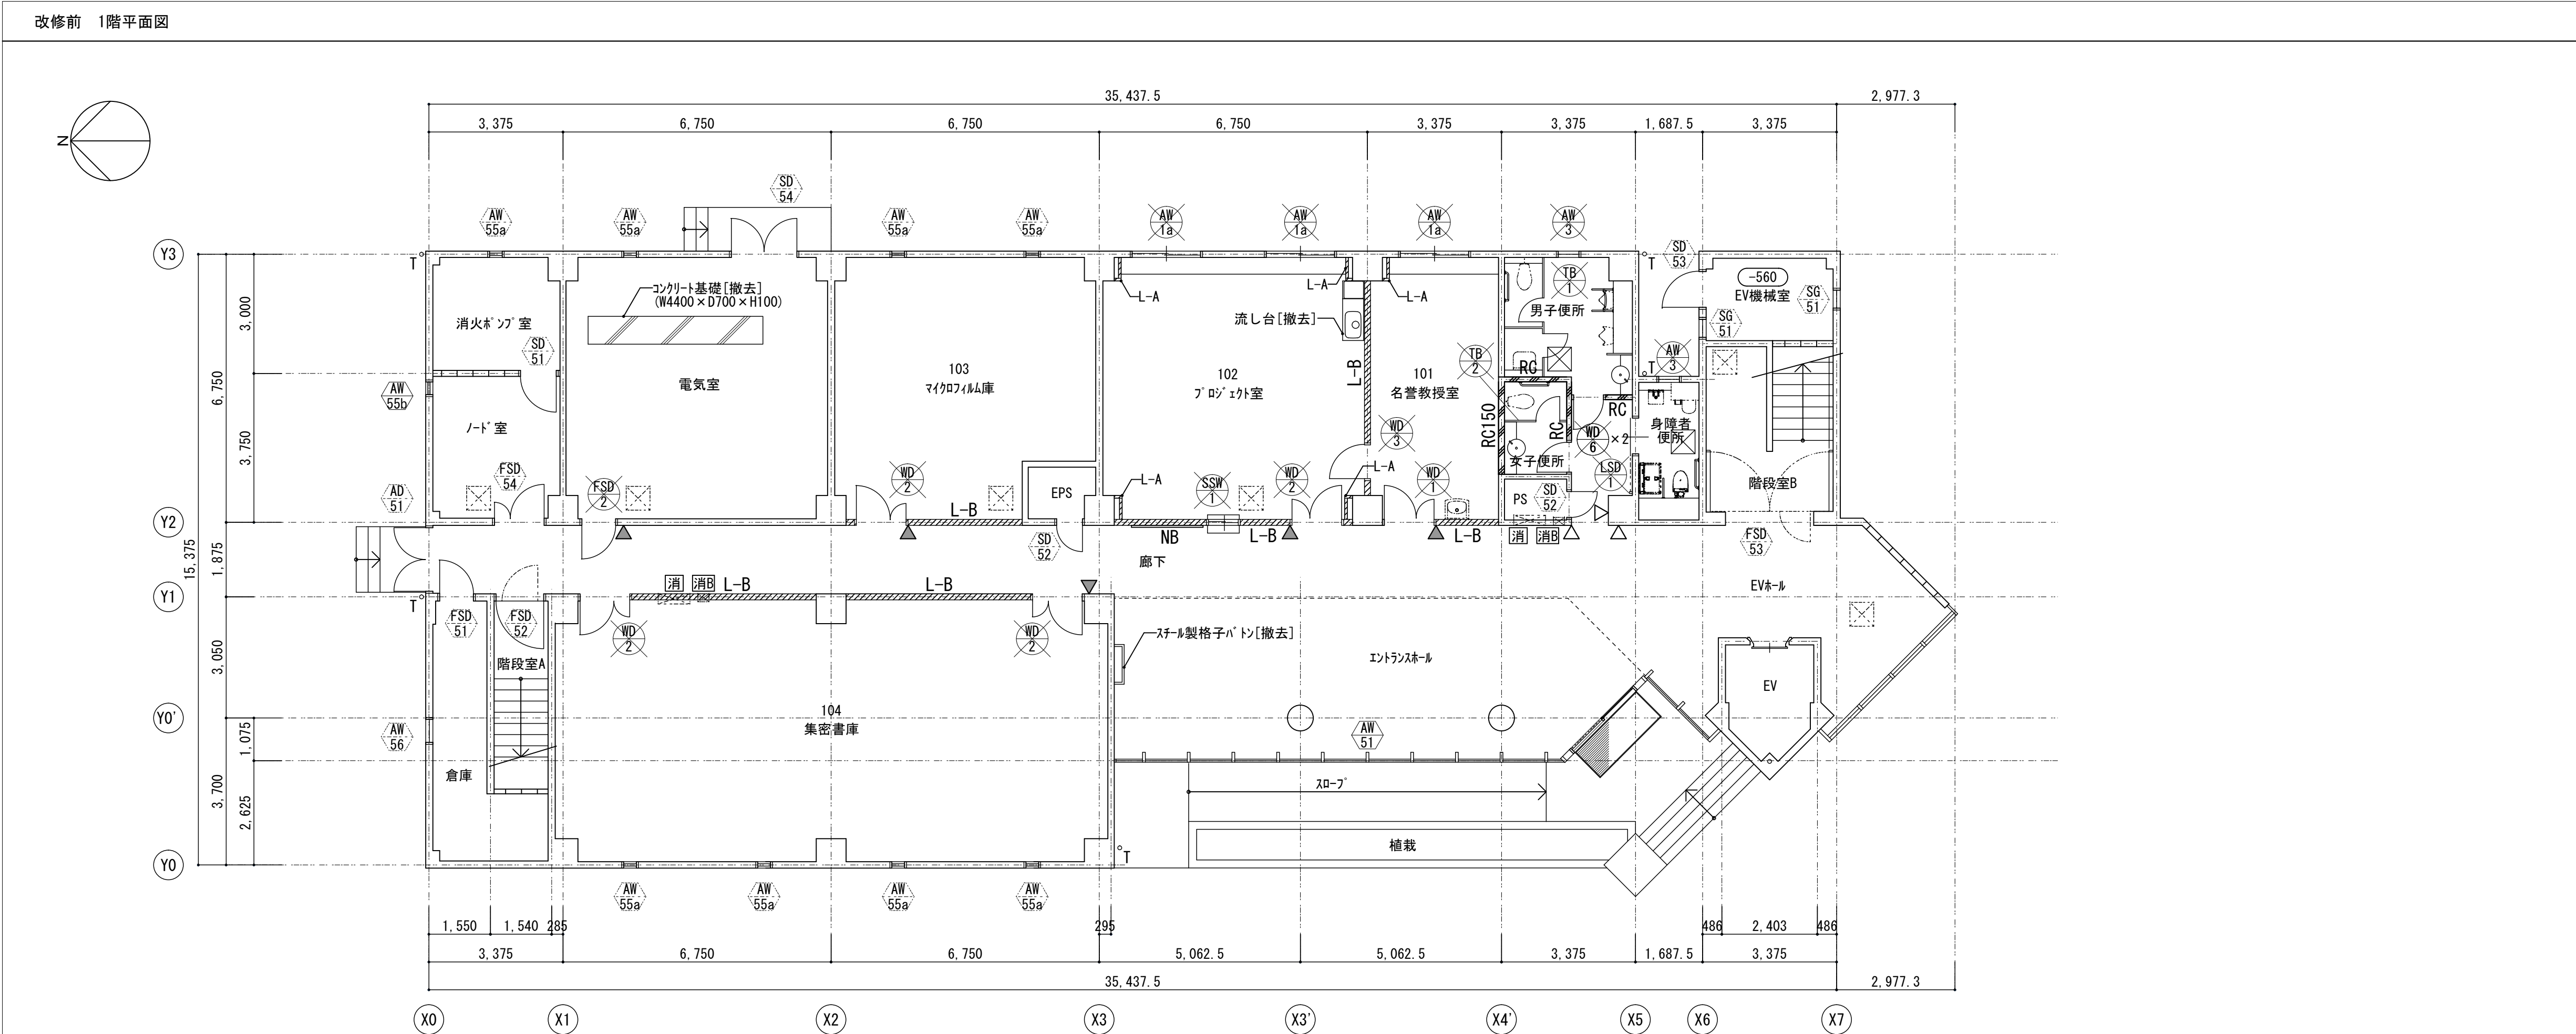 改修前　1階平面図
N
35,437.5
2,977.3
3,375
6,750
6,750
6,750
3,375
3,375
1,687.5
3,375
SD
54
AW
55a
AW
55a
AW
55a
AW
55a
AW
1a
AW
1a
AW
1a
AW
3
Y3
T
T
SD
53
-560
EV機械室
SG
51
SG
51
コンクリート基礎[撤去]
(W4400×D700×H100)
L-A
L-A
L-A
TB
1
男子便所
3,000
消火ポンプ室
流し台[撤去]
SD
51
AW
3
T
TB
2
RC
L-B
6,750
電気室
103
マイクロフィルム庫
102
プロジェクト室
101
名誉教授室
AW
55b
RC
RC150
RC
身障者
便所
ノード室
3,750
WD
3
WD
6
×2
女子便所
FSD
54
AD
51
FSD
2
WD
2
L-A
L-A
SSW
1
WD
2
WD
1
LSD
1
階段室B
EPS
PS
SD
52
L-B
Y2
NB
L-B
L-B
消
消B
SD
52
FSD
53
15,375
1,875
廊下
EVホール
消
消B
L-B
L-B
Y1
T
FSD
51
FSD
52
WD
2
WD
2
スチール製格子バトン[撤去]
3,050
階段室A
エントランスホール
EV
Y0'
104
集密書庫
AW
56
AW
51
1,075
倉庫
スロープ
3,700
2,625
植栽
Y0
T
AW
55a
AW
55a
AW
55a
AW
55a
1,550
1,540
285
295
486
2,403
486
3,375
6,750
6,750
5,062.5
5,062.5
3,375
1,687.5
3,375
35,437.5
2,977.3
X0
X1
X2
X3
X3'
X4'
X5
X6
X7